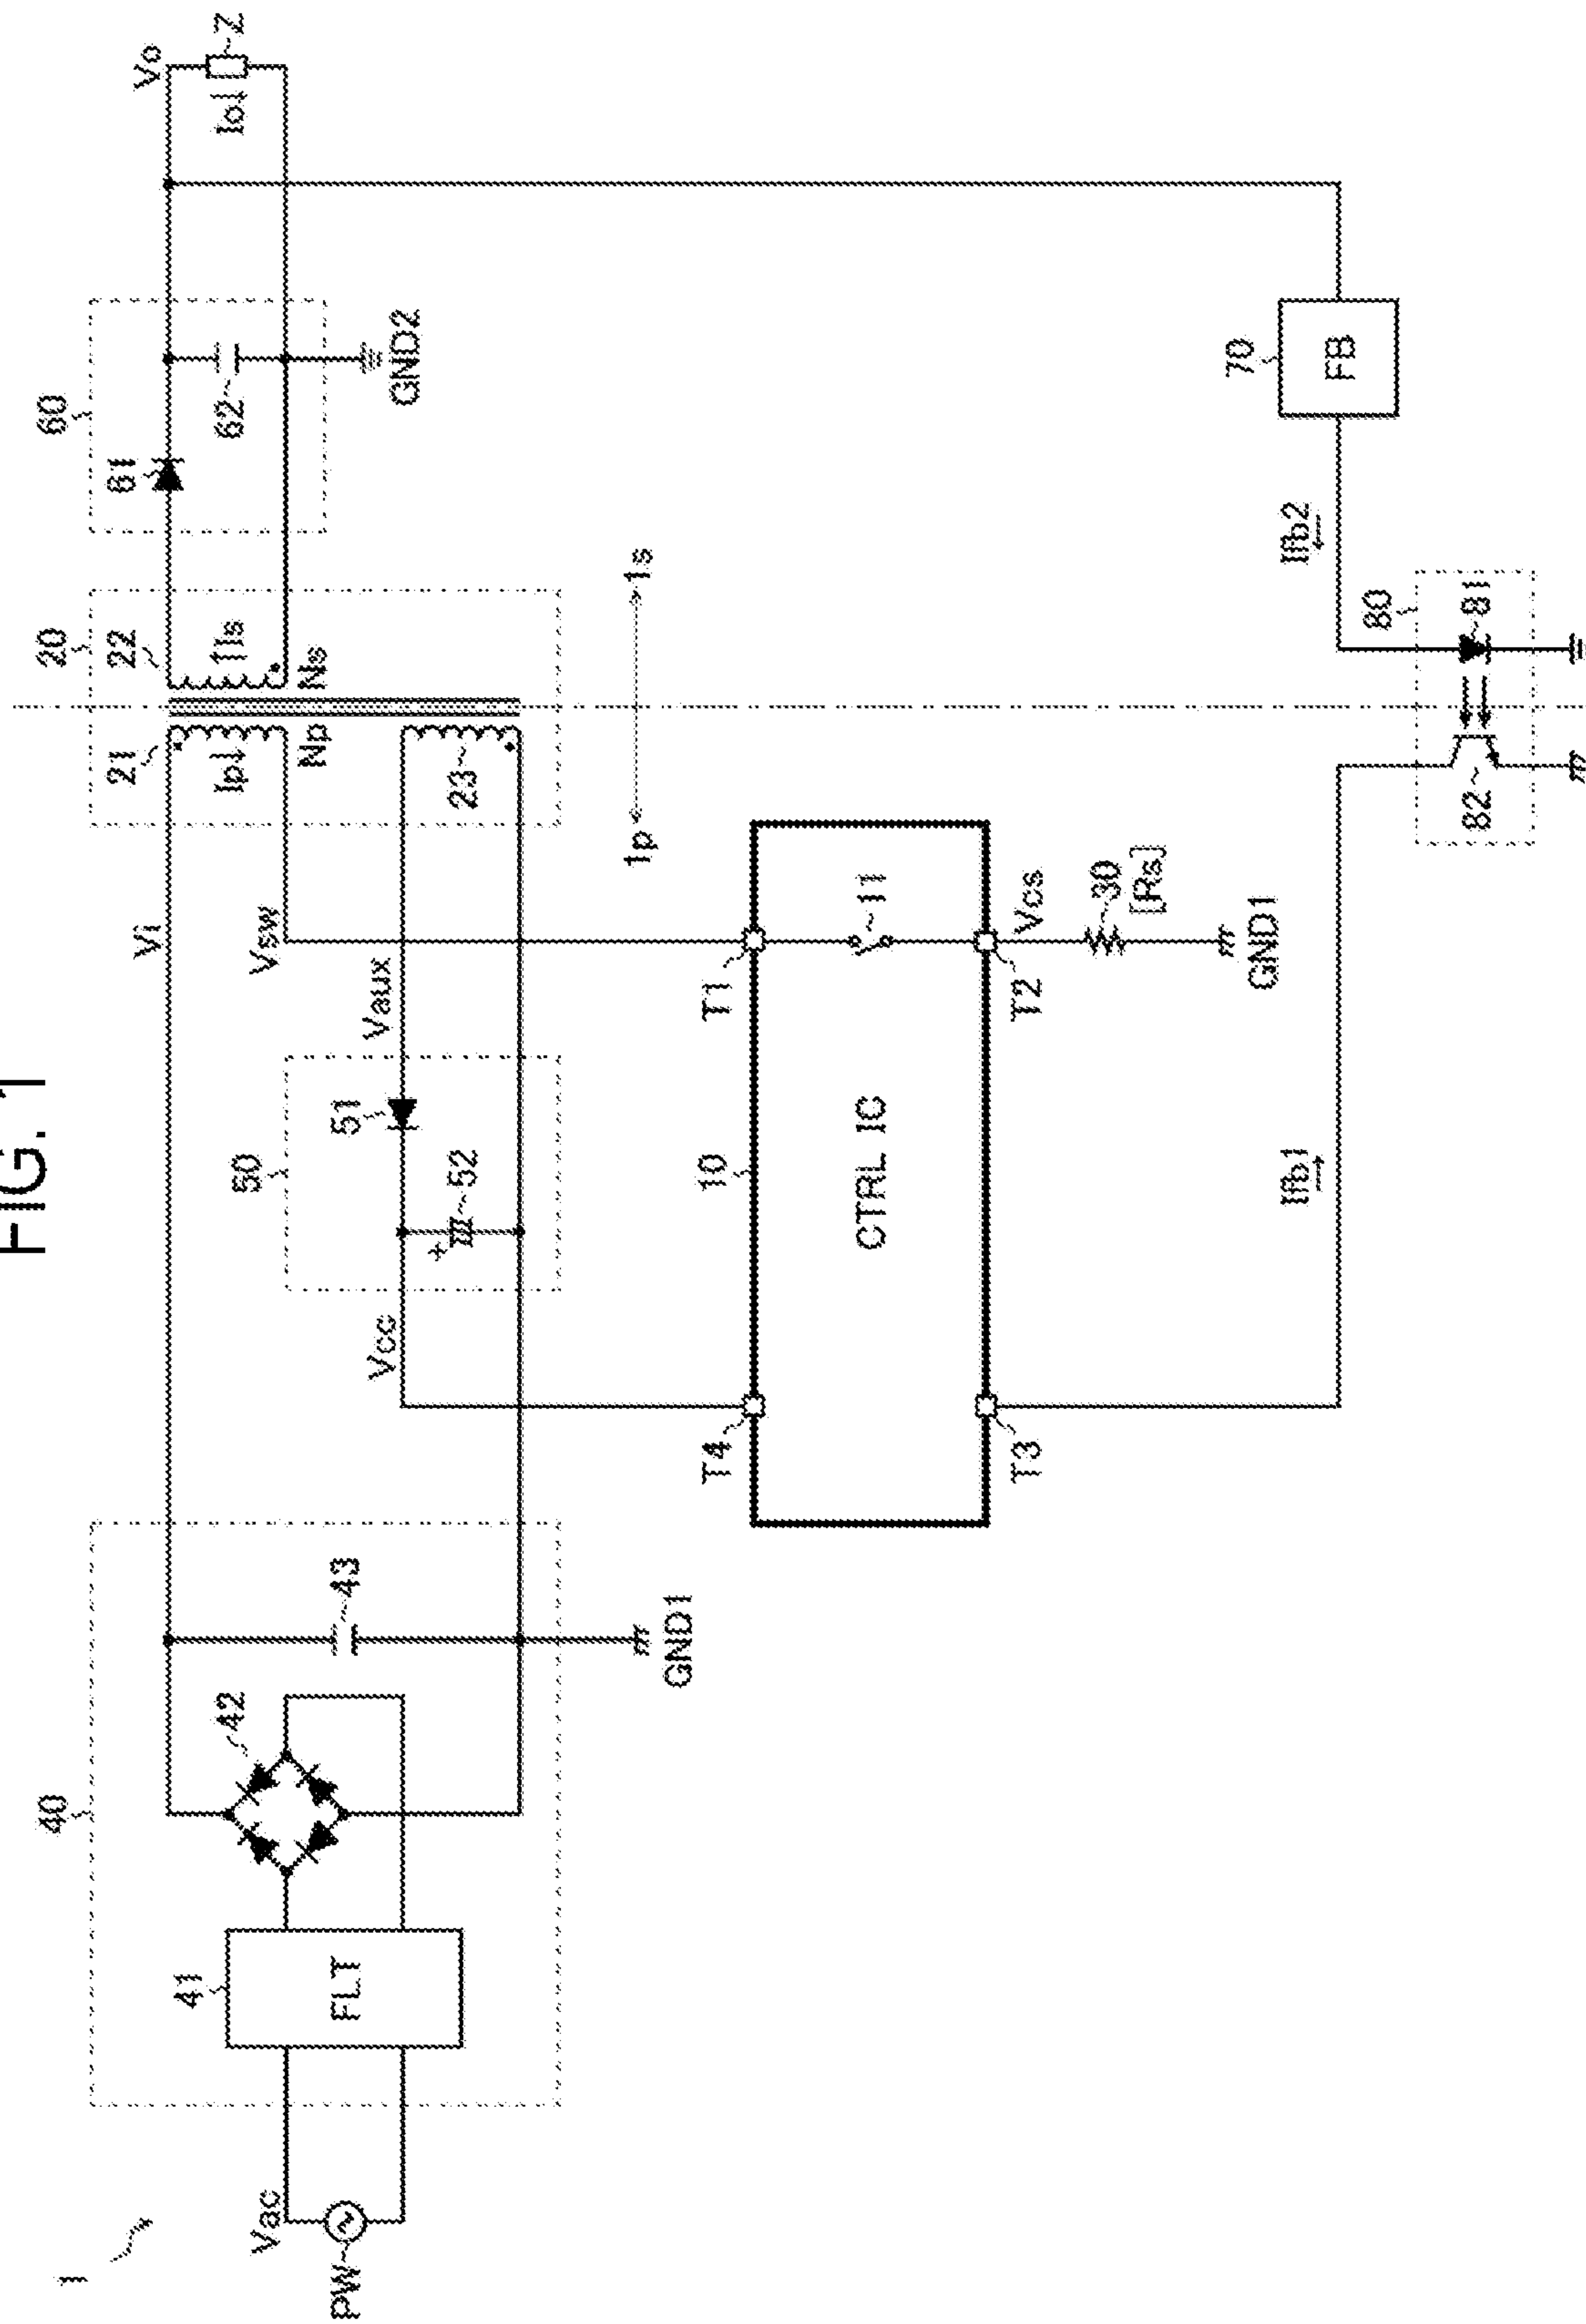 FIG. 1
1
40
Vac
PW
41
FLT
42
43
GND1
Vi
Vsw
Vcc
50
51
52
Vaux
20
21
22
Ip↓
↑Is
Np
Ns
23
1p
1s
60
61
62
GND2
Vo
Io↓
Z
10
CTRL IC
T4
T1
11
T3
T2
Vcs
30
[Rs]
GND1
Ifb1
Ifb2
70
FB
80
81
82